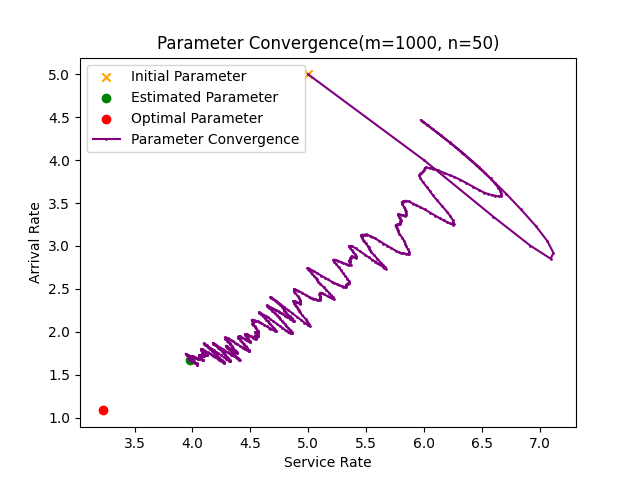 Parameter Convergence(m=1000, n=50)
Initial Parameter
Estimated Parameter
Optimal Parameter
Parameter Convergence
Arrival Rate
5.0
4.5
4.0
3.5
3.0
2.5
2.0
1.5
1.0
3.5 4.0 4.5 5.0 5.5 6.0 6.5 7.0
Service Rate